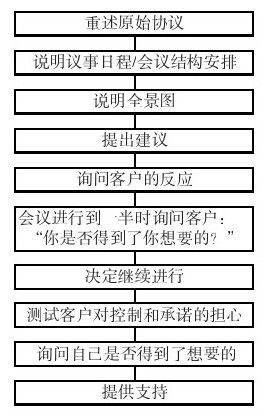 重述原始协议
说明议事日程/会议结构安排
说明全景图
提出建议
询问客户的反应
会议进行到 一半时询问客户：
“你是否得到了你想要的？”
决定继续进行
测试客户对控制和承诺的担心
询问自己是否得到了想要的
提供支持